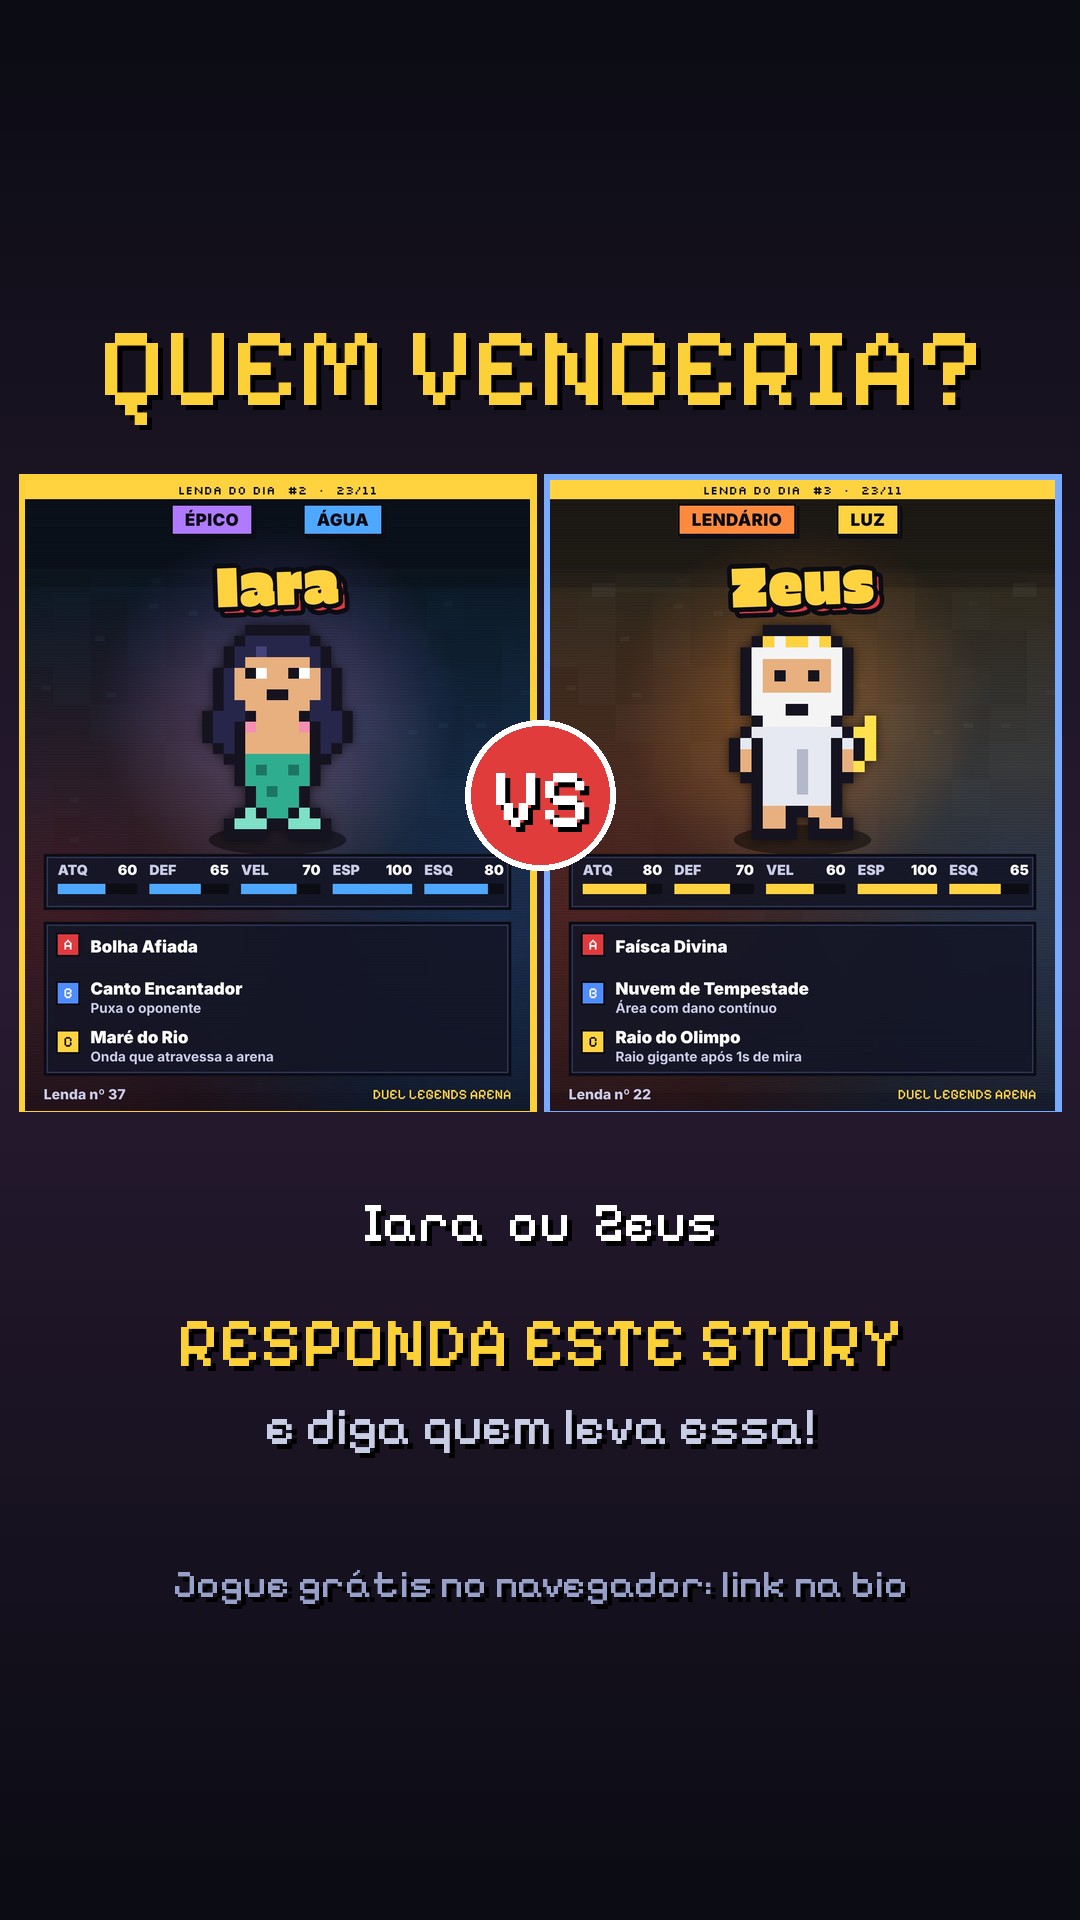 QUEM VENCERIA?
LENDA DO DIA #2 · 23/11
ÉPICO ÁGUA
Iara
ATQ 60 DEF 65 VEL 70 ESP 100 ESQ 80
A Bolha Afiada
B Canto Encantador
Puxa o oponente
C Maré do Rio
Onda que atravessa a arena
Lenda nº 37 DUEL LEGENDS ARENA
VS
LENDA DO DIA #3 · 23/11
LENDÁRIO LUZ
Zeus
ATQ 80 DEF 70 VEL 60 ESP 100 ESQ 65
A Faísca Divina
B Nuvem de Tempestade
Área com dano contínuo
C Raio do Olimpo
Raio gigante após 1s de mira
Lenda nº 22 DUEL LEGENDS ARENA
Iara ou Zeus
RESPONDA ESTE STORY
e diga quem leva essa!
Jogue grátis no navegador: link na bio